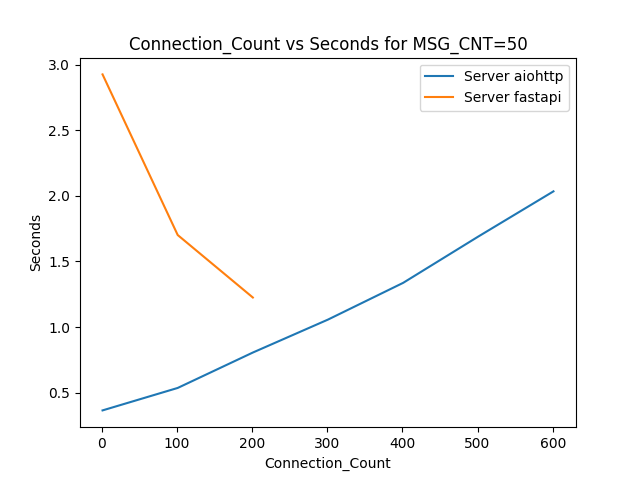 Connection_Count vs Seconds for MSG_CNT=50
Server aiohttp
Server fastapi
3.0
2.5
2.0
1.5
1.0
0.5
Seconds
0 100 200 300 400 500 600
Connection_Count